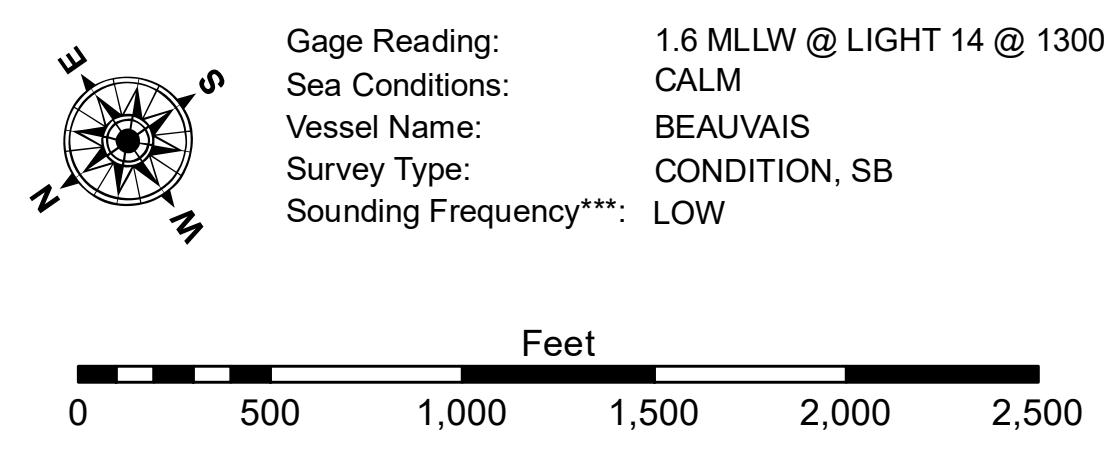 E
S
N
W
Gage Reading: 1.6 MLLW @ LIGHT 14 @ 1300
Sea Conditions: CALM
Vessel Name: BEAUVAIS
Survey Type: CONDITION, SB
Sounding Frequency***: LOW
Feet
0 500 1,000 1,500 2,000 2,500